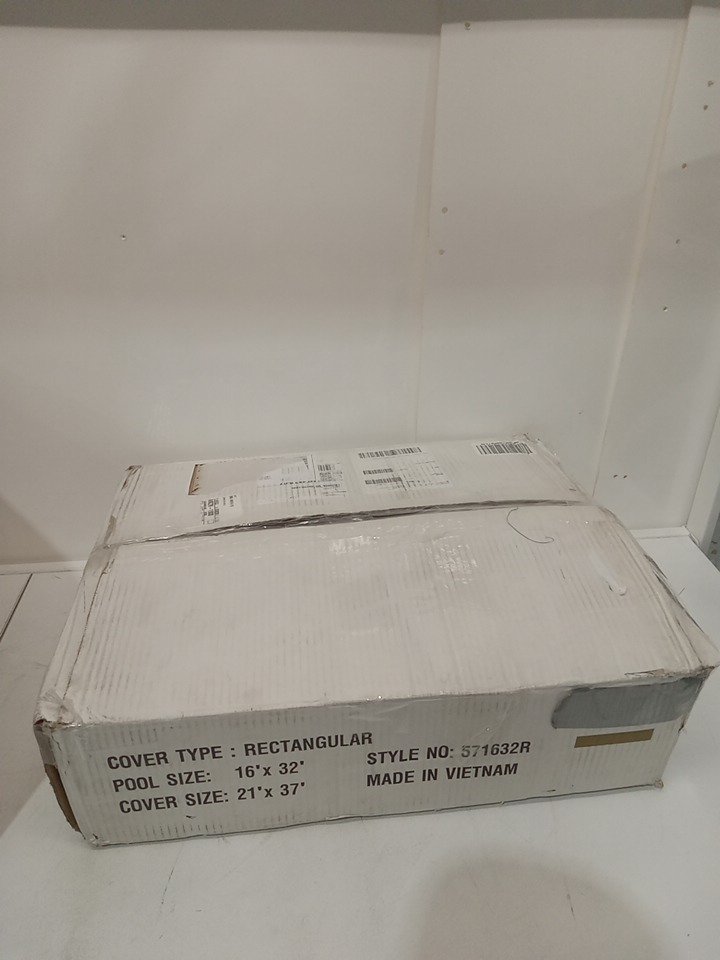 COVER TYPE : RECTANGULAR
POOL SIZE: 16'x 32'
COVER SIZE: 21'x 37'
STYLE NO: 571632R
MADE IN VIETNAM